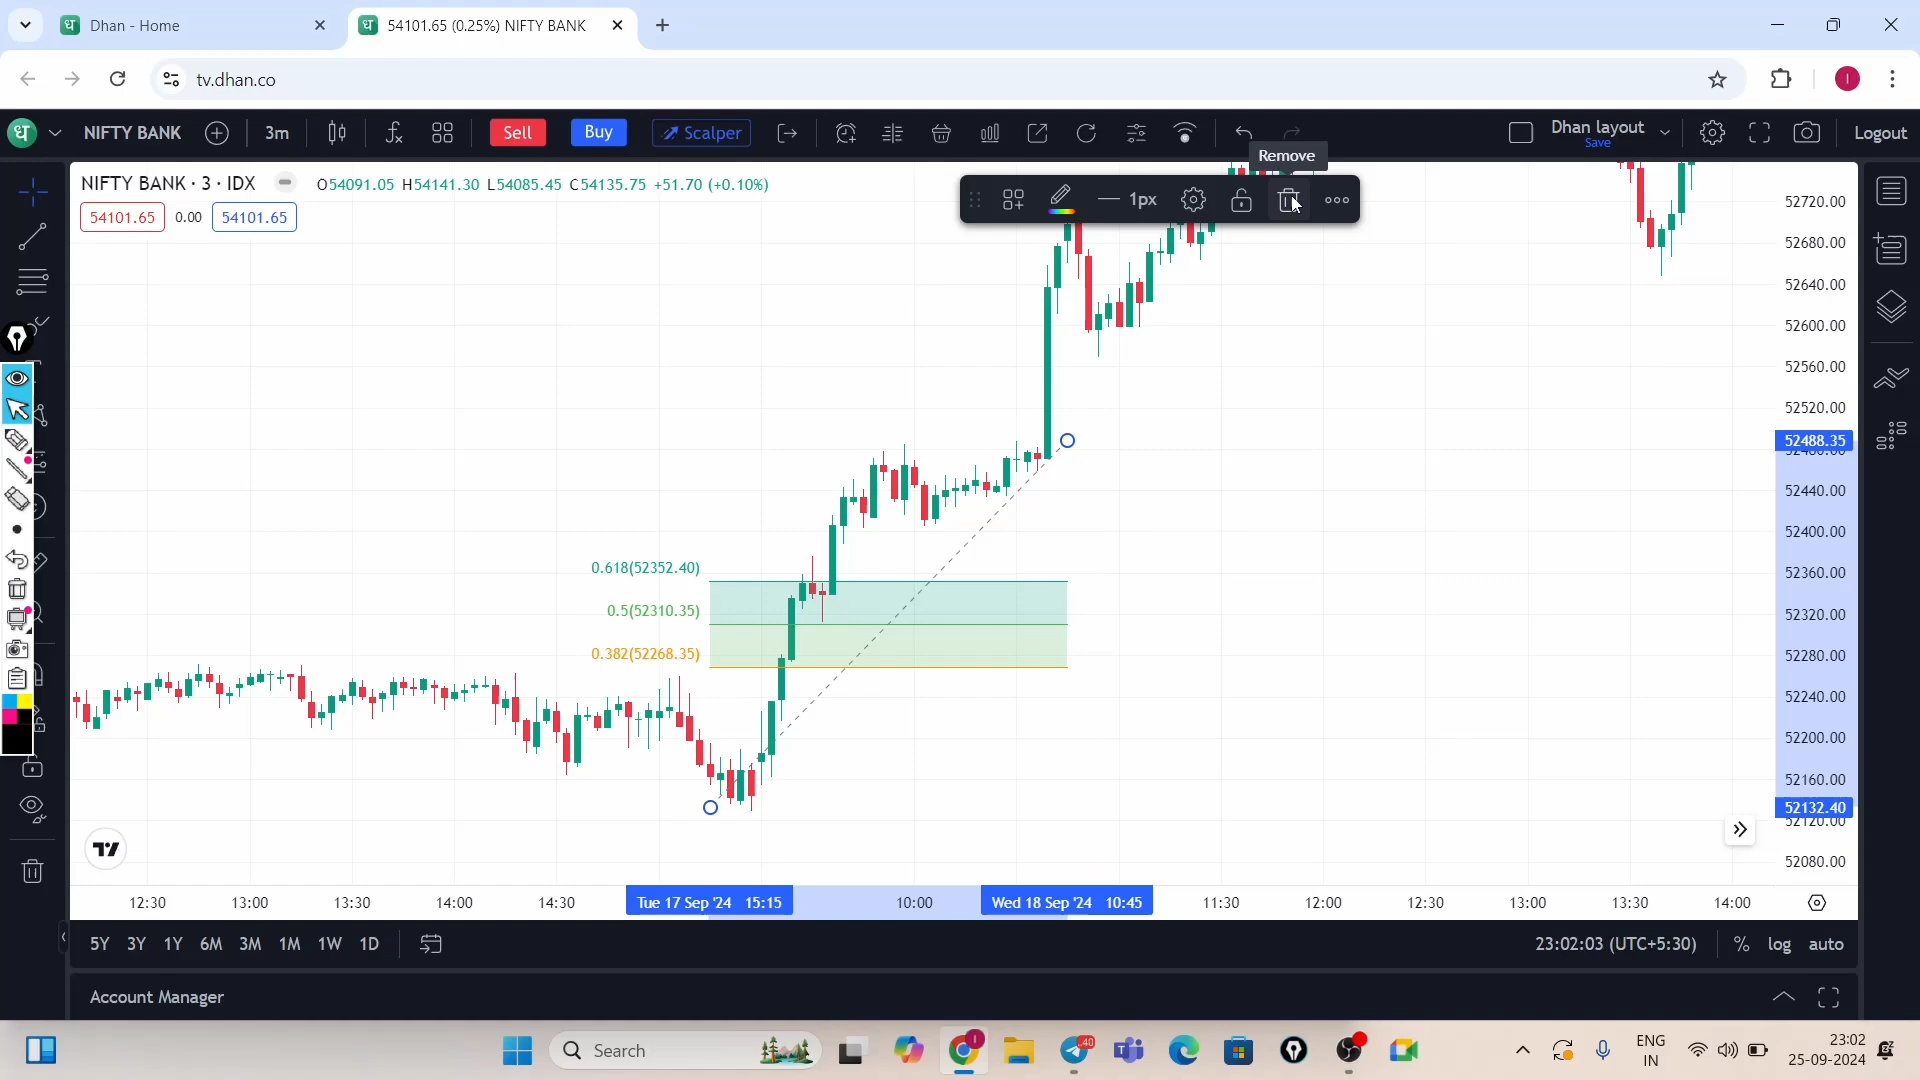 Dhan - Home
54101.65 (0.25%) NIFTY BANK
tv.dhan.co
NIFTY BANK
3m
Sell
Buy
Scalper
Dhan layout
Save
Logout
Remove
NIFTY BANK · 3 · IDX
O54091.05 H54141.30 L54085.45 C54135.75 +51.70 (+0.10%)
54101.65
0.00
54101.65
1px
52720.00
52680.00
52640.00
52600.00
52560.00
52520.00
52488.35
52480.00
52440.00
52400.00
52360.00
52320.00
52280.00
52240.00
52200.00
52160.00
52132.40
52120.00
52080.00
0.618(52352.40)
0.5(52310.35)
0.382(52268.35)
12:30
13:00
13:30
14:00
14:30
Tue 17 Sep '24 15:15
10:00
Wed 18 Sep '24 10:45
11:30
12:00
12:30
13:00
13:30
14:00
5Y
3Y
1Y
6M
3M
1M
1W
1D
23:02:03 (UTC+5:30)
%
log
auto
Account Manager
Search
40
ENG
IN
23:02
25-09-2024